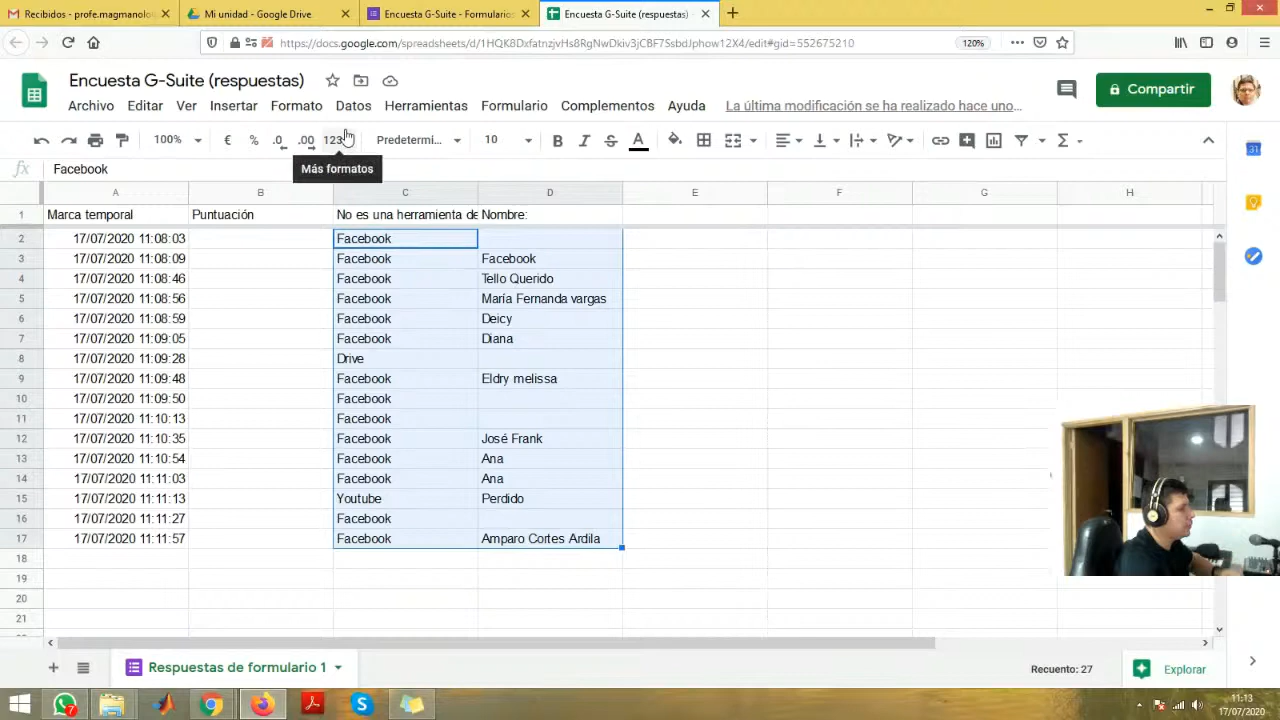 Recibidos - profe.magmanolo
Mi unidad - Google Drive
Encuesta G-Suite - Formularios
Encuesta G-Suite (respuestas)
https://docs.google.com/spreadsheets/d/1HQK8DxfatnzjvHs8RgNwDkiv3jCBF7SsbdJphow12X4/edit#gid=552675210
120%
Encuesta G-Suite (respuestas)
Compartir
Archivo Editar Ver Insertar Formato Datos Herramientas Formulario Complementos Ayuda La última modificación se ha realizado hace uno...
100% € % .0 .00 123 Predetermi... 10 B I S A
Más formatos
fx Facebook
A B C D E F G H
1 Marca temporal Puntuación No es una herramienta de Nombre:
2 17/07/2020 11:08:03 Facebook
3 17/07/2020 11:08:09 Facebook Facebook
4 17/07/2020 11:08:46 Facebook Tello Querido
5 17/07/2020 11:08:56 Facebook María Fernanda vargas
6 17/07/2020 11:08:59 Facebook Deicy
7 17/07/2020 11:09:05 Facebook Diana
8 17/07/2020 11:09:28 Drive
9 17/07/2020 11:09:48 Facebook Eldry melissa
10 17/07/2020 11:09:50 Facebook
11 17/07/2020 11:10:13 Facebook
12 17/07/2020 11:10:35 Facebook José Frank
13 17/07/2020 11:10:54 Facebook Ana
14 17/07/2020 11:11:03 Facebook Ana
15 17/07/2020 11:11:13 Youtube Perdido
16 17/07/2020 11:11:27 Facebook
17 17/07/2020 11:11:57 Facebook Amparo Cortes Ardila
18
19
20
21
Respuestas de formulario 1
Recuento: 27
Explorar
11:13
17/07/2020